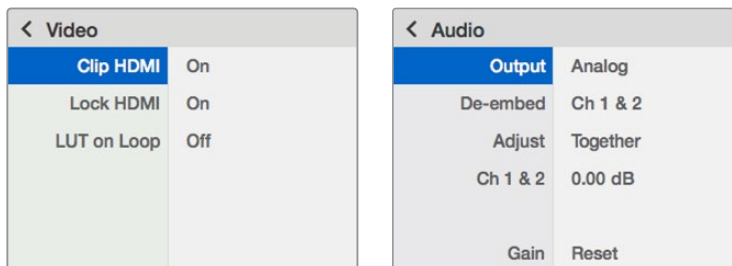 Video
Clip HDMI On
Lock HDMI On
LUT on Loop Off
Audio
Output Analog
De-embed Ch 1 & 2
Adjust Together
Ch 1 & 2 0.00 dB
Gain Reset